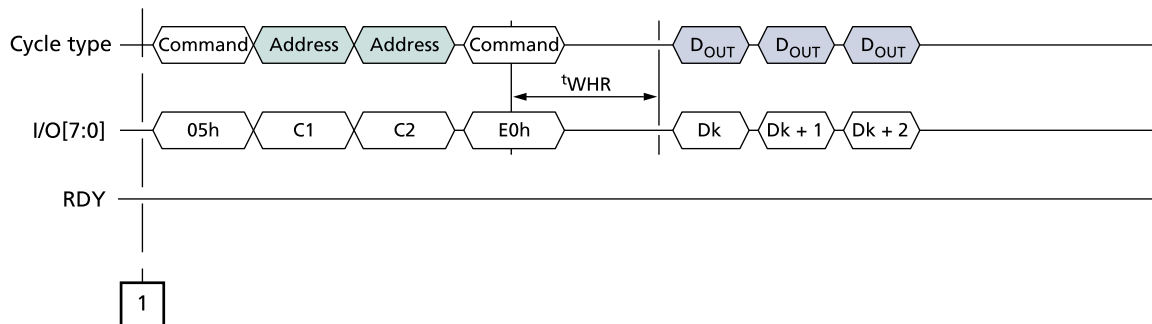 Cycle type Command Address Address Command DOUT DOUT DOUT
tWHR
I/O[7:0] 05h C1 C2 E0h Dk Dk + 1 Dk + 2
RDY
1